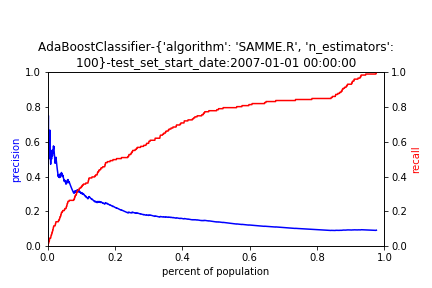 AdaBoostClassifier-{'algorithm': 'SAMME.R', 'n_estimators':
100}-test_set_start_date:2007-01-01 00:00:00
1.0 1.0
0.8 0.8
0.6 0.6
precision recall
0.4 0.4
0.2 0.2
0.0 0.0
0.0 0.2 0.4 0.6 0.8 1.0
percent of population